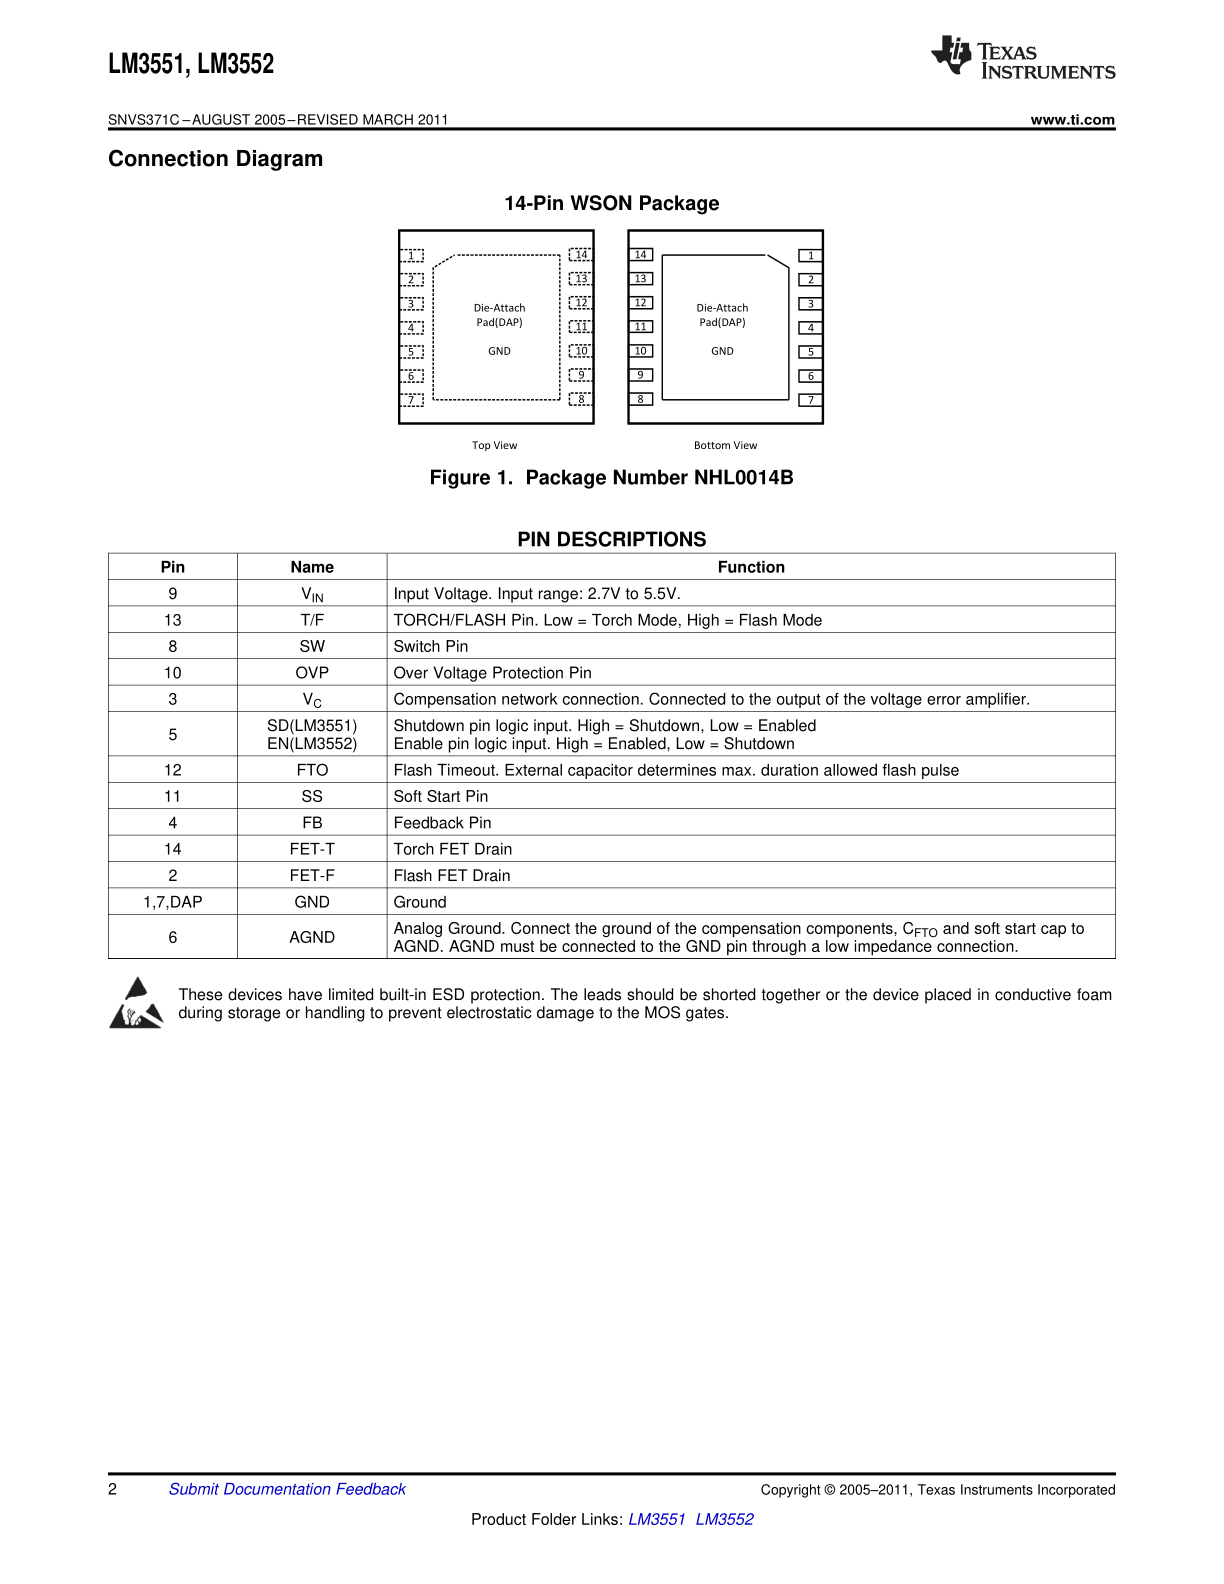 LM3551, LM3552
TEXAS
INSTRUMENTS
SNVS371C – AUGUST 2005 – REVISED MARCH 2011
www.ti.com
Connection Diagram
14-Pin WSON Package
1 14 14 1
2 13 13 2
3 Die-Attach 12 12 Die-Attach 3
4 Pad(DAP) 11 11 Pad(DAP) 4
5 GND 10 10 GND 5
6 9 9 6
7 8 8 7
Top View Bottom View
Figure 1. Package Number NHL0014B
PIN DESCRIPTIONS
Pin Name Function
9 VIN Input Voltage. Input range: 2.7V to 5.5V.
13 T/F TORCH/FLASH Pin. Low = Torch Mode, High = Flash Mode
8 SW Switch Pin
10 OVP Over Voltage Protection Pin
3 VC Compensation network connection. Connected to the output of the voltage error amplifier.
5 SD(LM3551) Shutdown pin logic input. High = Shutdown, Low = Enabled
EN(LM3552) Enable pin logic input. High = Enabled, Low = Shutdown
12 FTO Flash Timeout. External capacitor determines max. duration allowed flash pulse
11 SS Soft Start Pin
4 FB Feedback Pin
14 FET-T Torch FET Drain
2 FET-F Flash FET Drain
1,7,DAP GND Ground
6 AGND Analog Ground. Connect the ground of the compensation components, CFTO and soft start cap to
AGND. AGND must be connected to the GND pin through a low impedance connection.
These devices have limited built-in ESD protection. The leads should be shorted together or the device placed in conductive foam
during storage or handling to prevent electrostatic damage to the MOS gates.
2 Submit Documentation Feedback Copyright © 2005–2011, Texas Instruments Incorporated
Product Folder Links: LM3551 LM3552